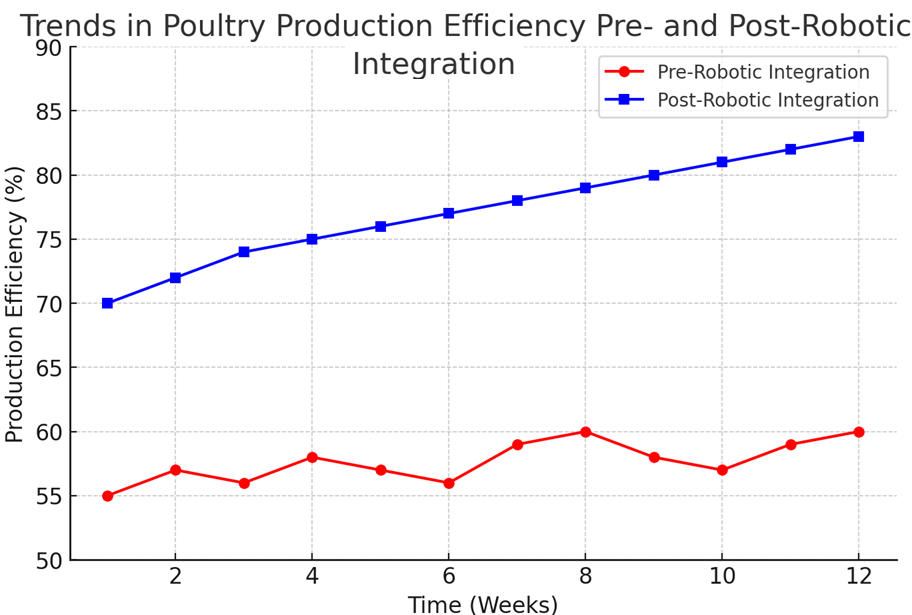 Trends in Poultry Production Efficiency Pre- and Post-Robotic
Integration
Pre-Robotic Integration
Post-Robotic Integration
Production Efficiency (%)
90
85
80
75
70
65
60
55
50
2 4 6 8 10 12
Time (Weeks)